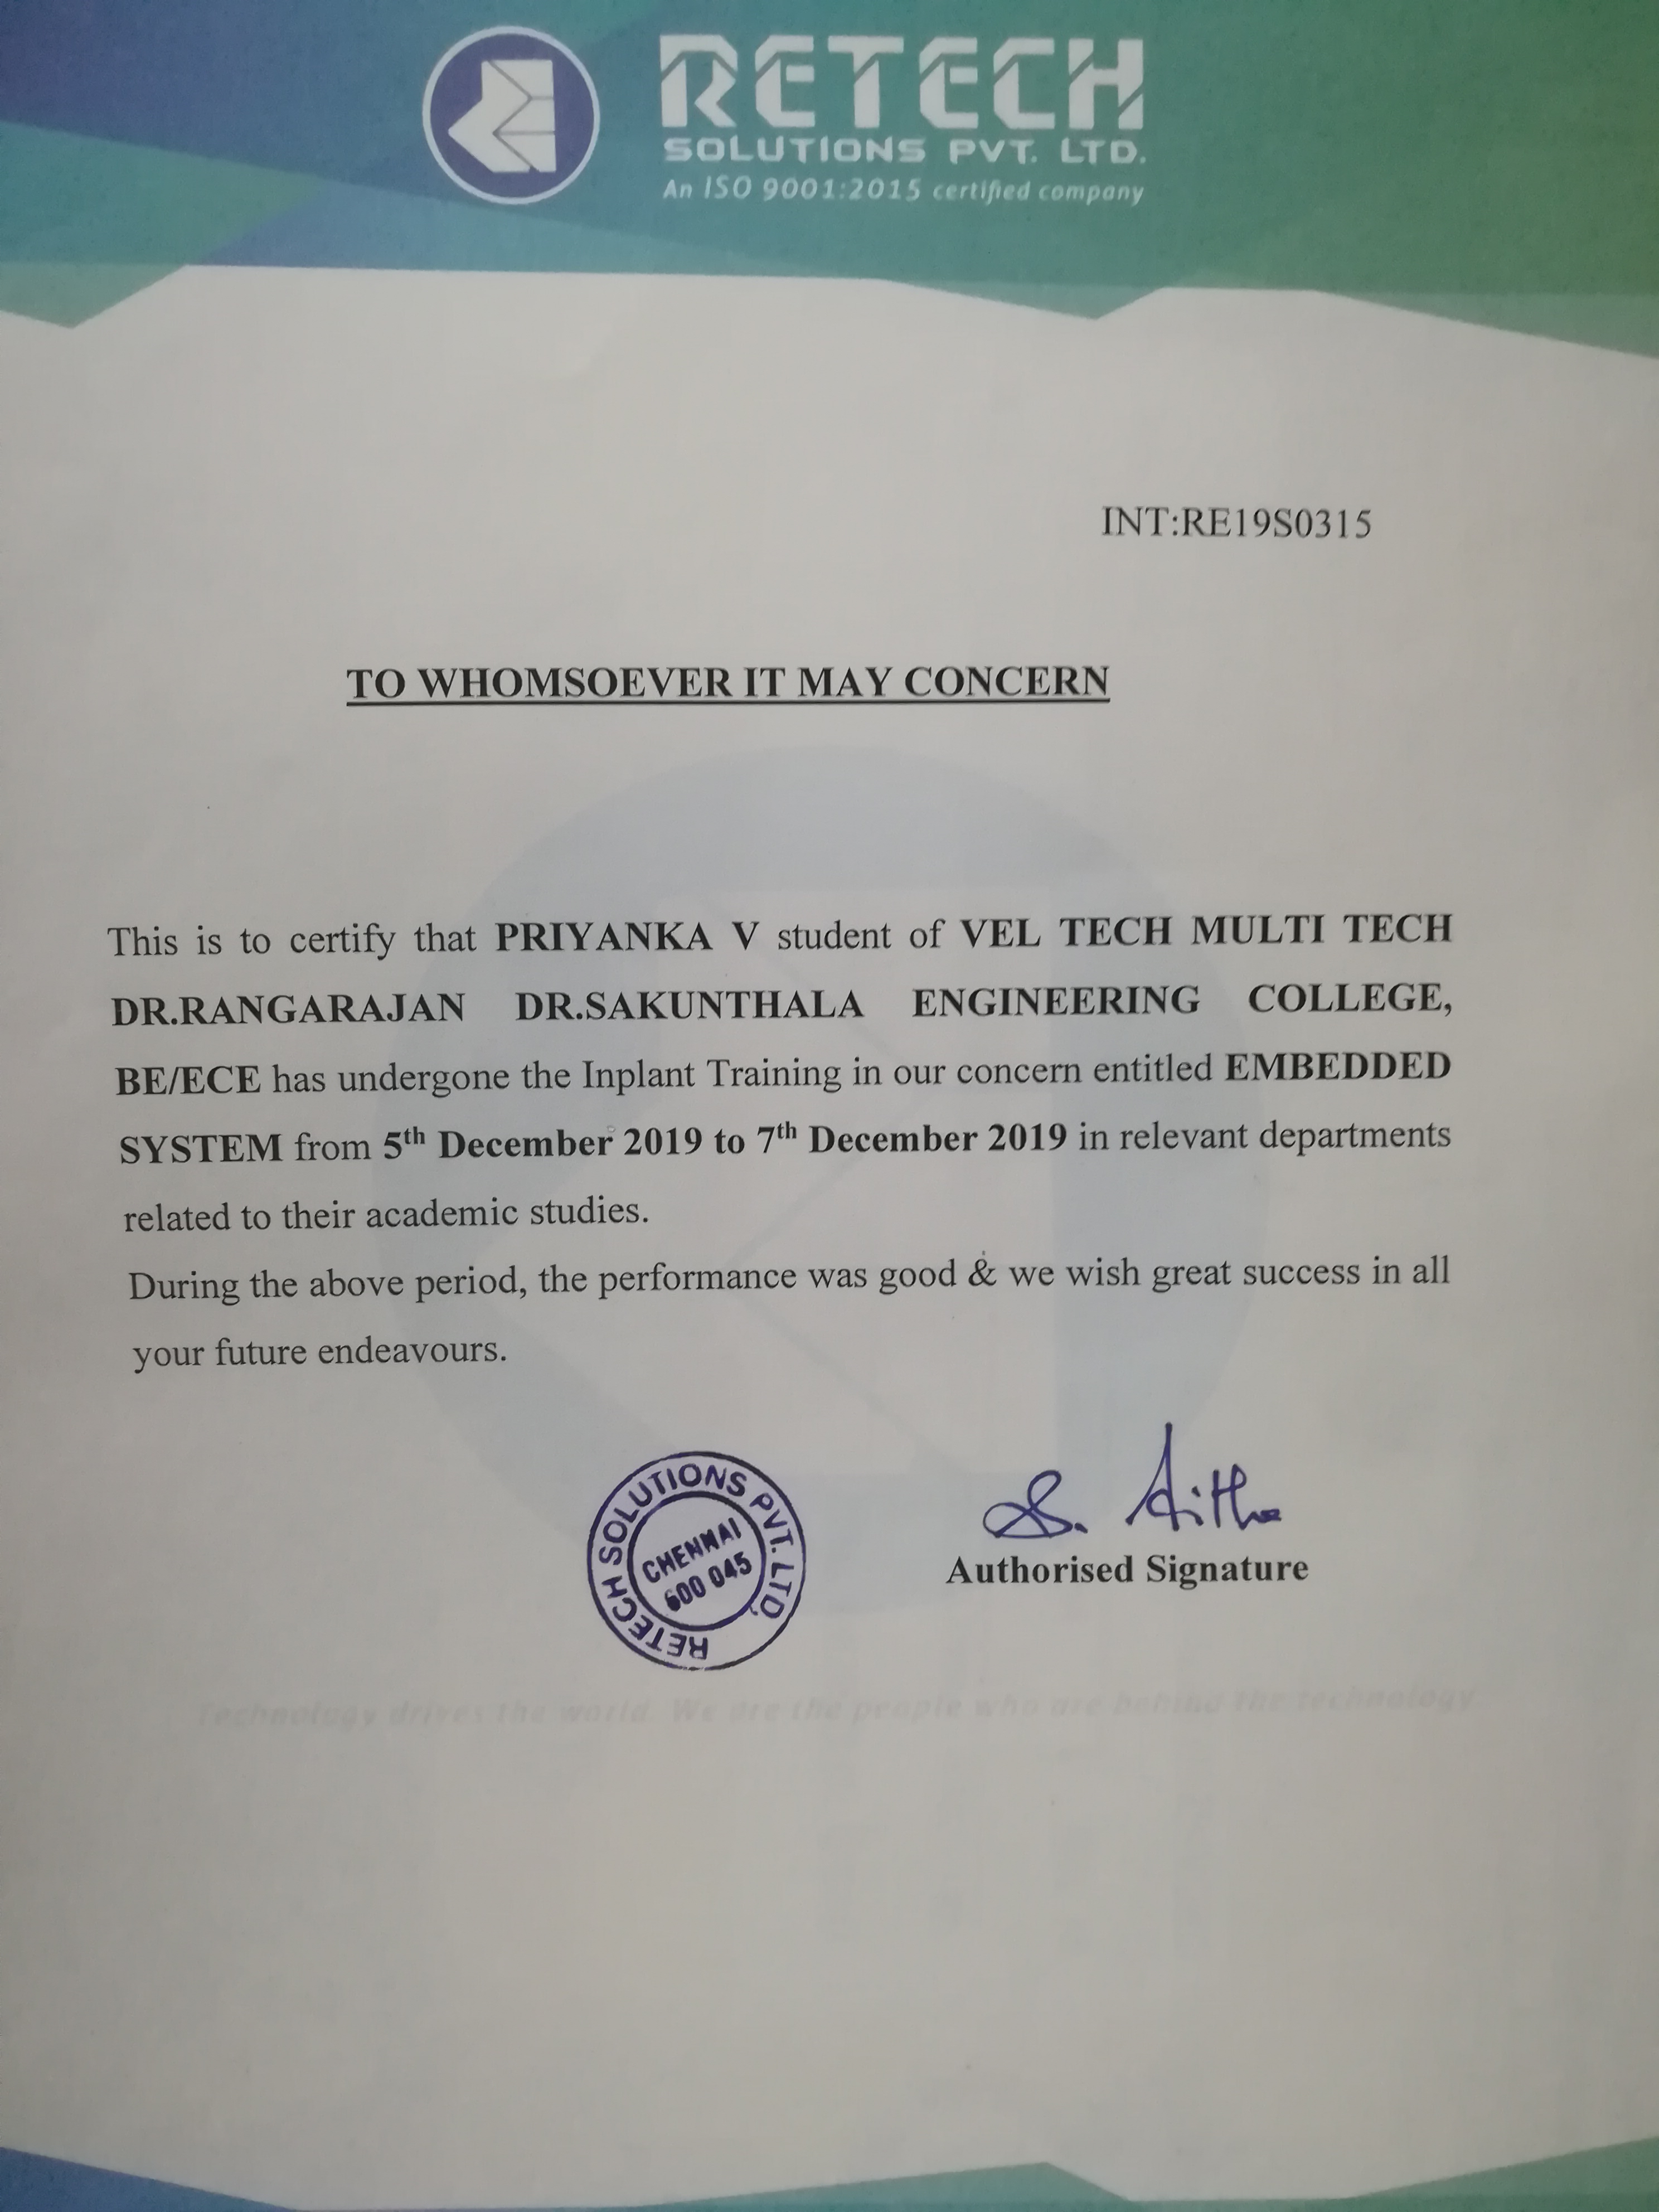 RETECH
SOLUTIONS PVT. LTD.
An ISO 9001:2015 certified company
INT:RE19S0315
TO WHOMSOEVER IT MAY CONCERN
This is to certify that PRIYANKA V student of VEL TECH MULTI TECH
DR.RANGARAJAN DR.SAKUNTHALA ENGINEERING COLLEGE,
BE/ECE has undergone the Inplant Training in our concern entitled EMBEDDED
SYSTEM from 5th December 2019 to 7th December 2019 in relevant departments
related to their academic studies.
During the above period, the performance was good & we wish great success in all
your future endeavours.
RETECH SOLUTIONS PVT. LTD.
CHENNAI
600 045
S.
Authorised Signature
Technology drives the world. We are the people who are behind the technology.